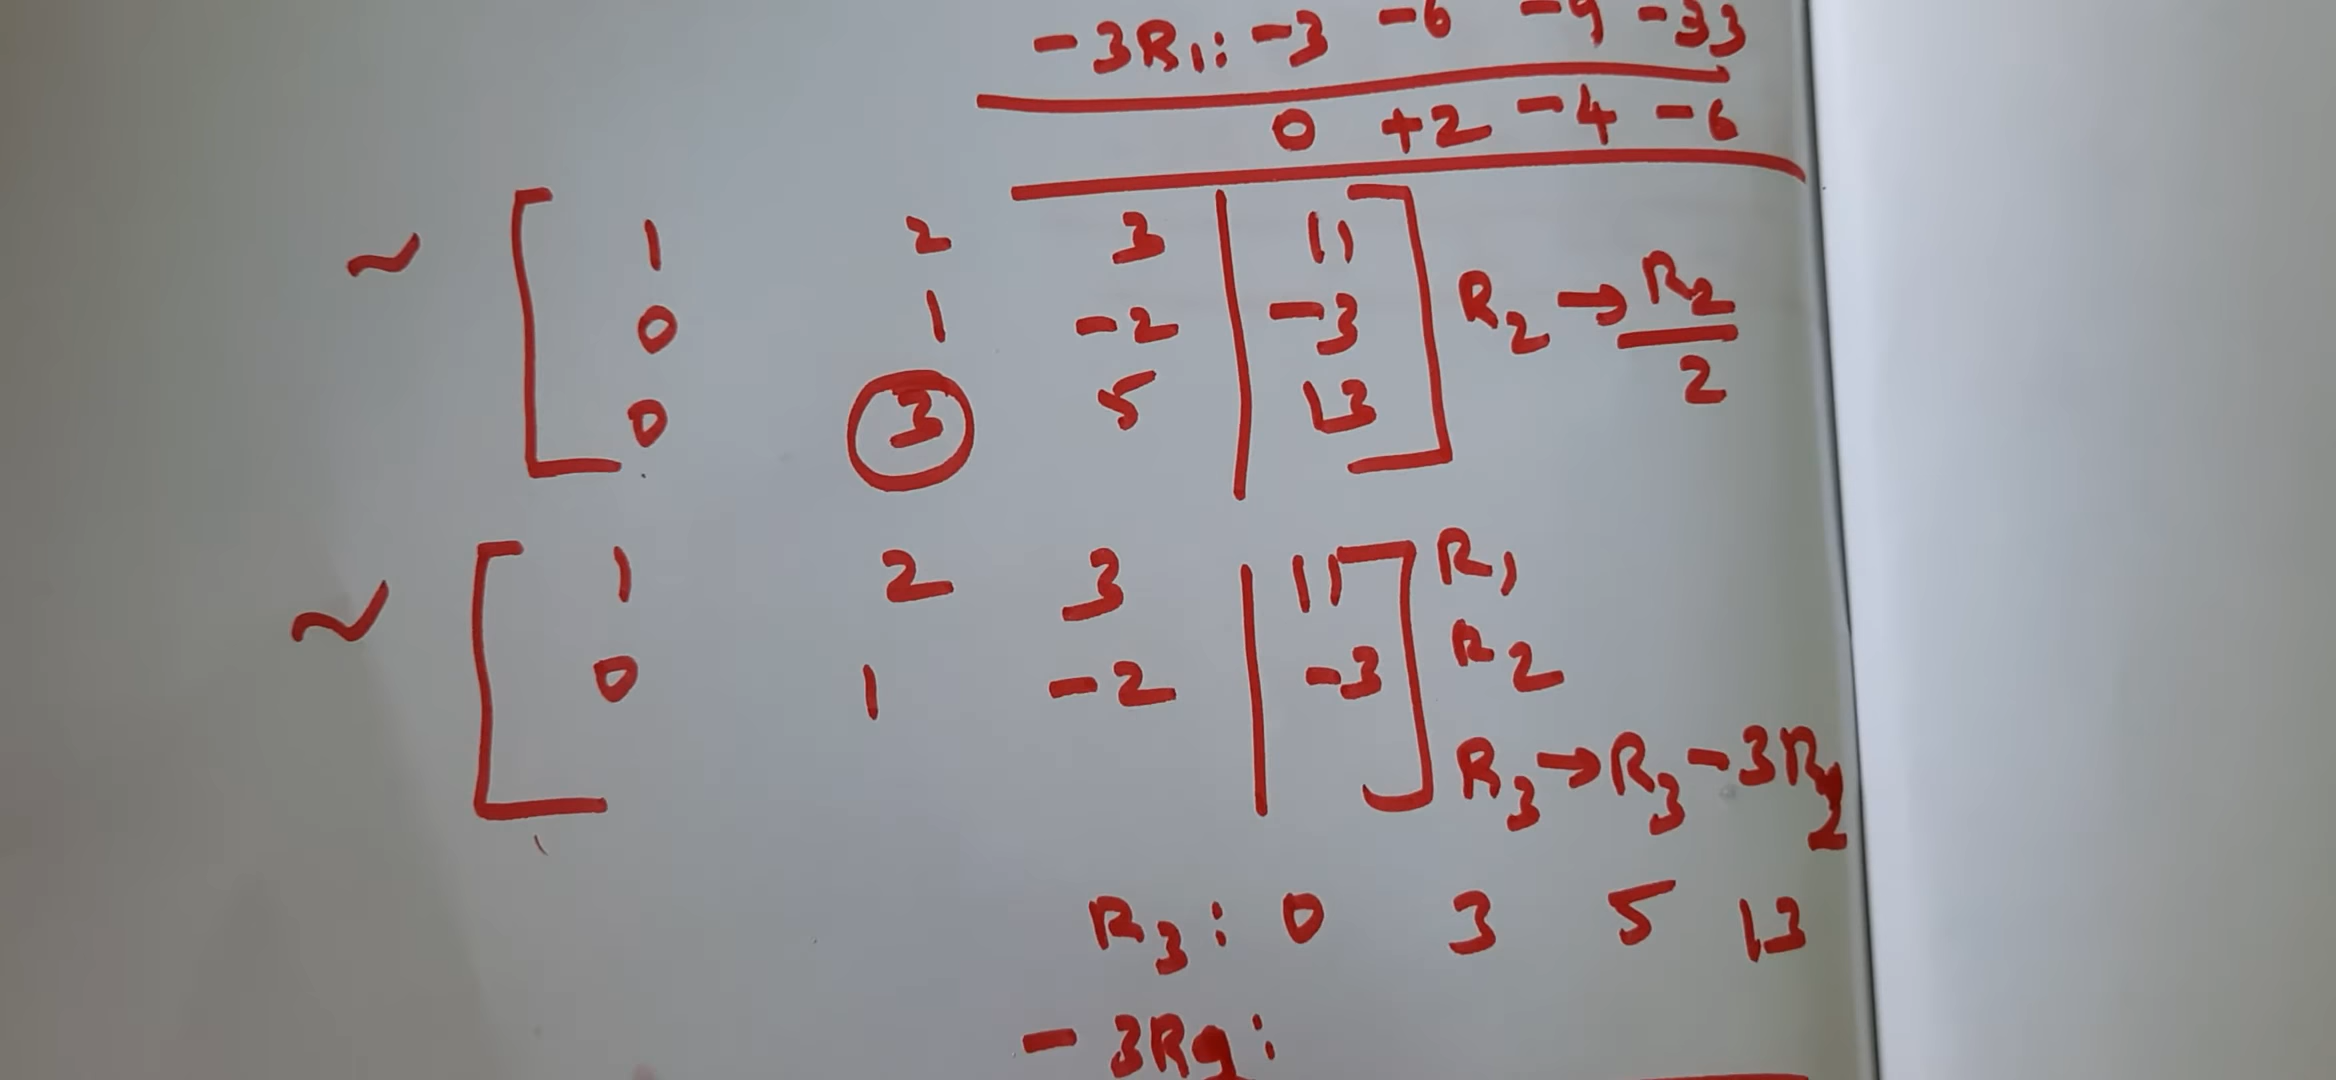 -3R₁: -3 -6 -9 -33
0 +2 -4 -6
~ [ 1 2 3 | 11 ]
0 1 -2 | -3 R₂ → R₂/2
0 3 5 | 13
~ [ 1 2 3 | 11 ] R₁
0 1 -2 | -3 R₂
R₃ → R₃ - 3R₂
R₃: 0 3 5 13
-3R₂: